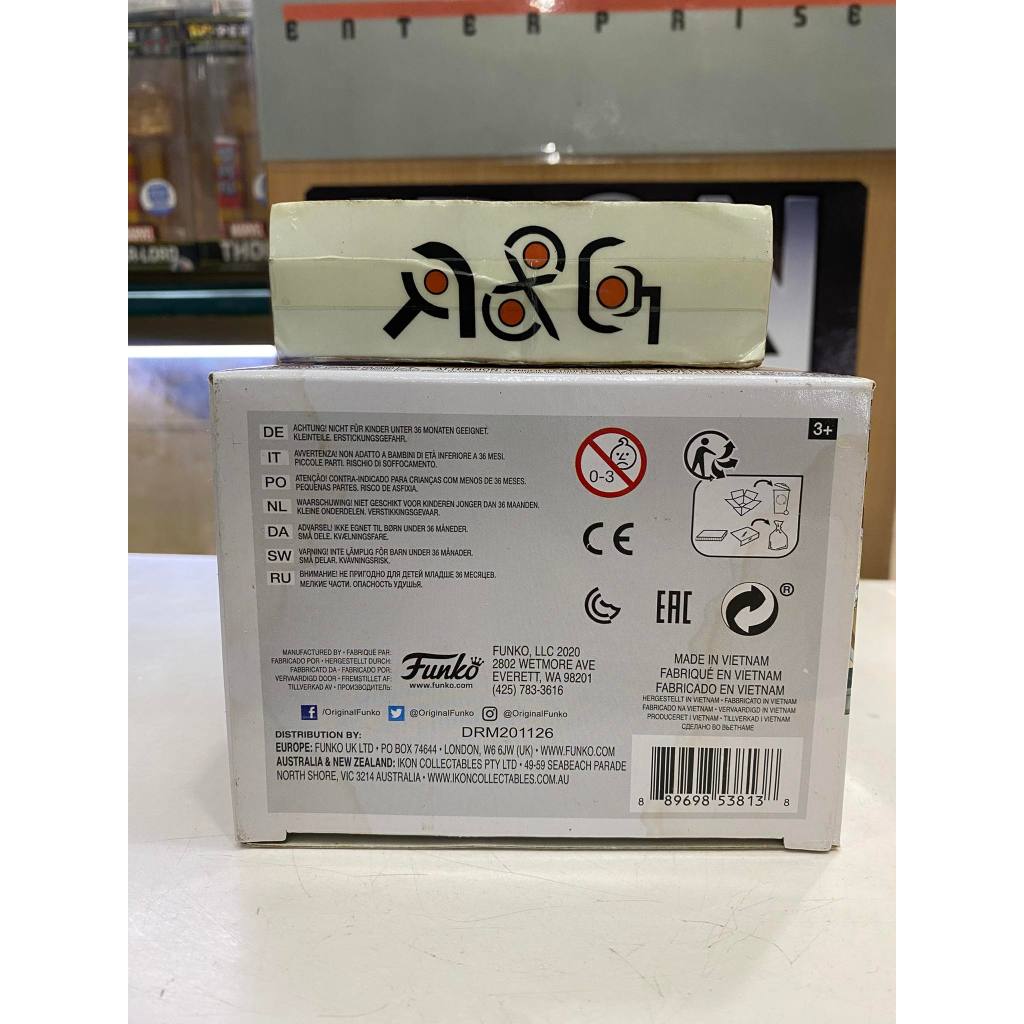 ENTERPRISE
MARVEL
-LORD
MARVEL
THO
3+
DE ACHTUNG! NICHT FÜR KINDER UNTER 36 MONATEN GEEIGNET.
KLEINTEILE. ERSTICKUNGSGEFAHR.
IT AVVERTENZA! NON ADATTO A BAMBINI DI ETÀ INFERIORE A 36 MESI.
PICCOLE PARTI. RISCHIO DI SOFFOCAMENTO.
PO ATENÇÃO! CONTRA-INDICADO PARA CRIANÇAS COM MENOS DE 36 MESES.
PEQUENAS PARTES. RISCO DE ASFIXIA.
NL WAARSCHUWING! NIET GESCHIKT VOOR KINDEREN JONGER DAN 36 MAANDEN.
KLEINE ONDERDELEN. VERSTIKKINGSGEVAAR.
DA ADVARSEL! IKKE EGNET TIL BØRN UNDER 36 MÅNEDER.
SMÅ DELE. KVÆLNINGSFARE.
SW VARNING! INTE LÄMPLIG FÖR BARN UNDER 36 MÅNADER.
SMÅ DELAR. KVÄVNINGSRISK.
RU ВНИМАНИЕ! НЕ ПРИГОДНО ДЛЯ ДЕТЕЙ МЛАДШЕ 36 МЕСЯЦЕВ.
МЕЛКИЕ ЧАСТИ. ОПАСНОСТЬ УДУШЬЯ.
0-3
CE
EAC
®
MANUFACTURED BY • FABRIQUÉ PAR:
FABRICADO POR • HERGESTELLT DURCH:
FABBRICATO DA • FABRICADO POR:
VERVAARDIGD DOOR • FREMSTILLET AF:
TILLVERKAD AV • ПРОИЗВОДИТЕЛЬ:
Funko
www.funko.com
FUNKO, LLC 2020
2802 WETMORE AVE
EVERETT, WA 98201
(425) 783-3616
/OriginalFunko @OriginalFunko @OriginalFunko
DRM201126
DISTRIBUTION BY:
EUROPE: FUNKO UK LTD • PO BOX 74644 • LONDON, W6 6JW (UK) • WWW.FUNKO.COM
AUSTRALIA & NEW ZEALAND: IKON COLLECTABLES PTY LTD • 49-59 SEABEACH PARADE
NORTH SHORE, VIC 3214 AUSTRALIA • WWW.IKONCOLLECTABLES.COM.AU
MADE IN VIETNAM
FABRIQUÉ EN VIETNAM
FABRICADO EN VIETNAM
HERGESTELLT IN VIETNAM • FABBRICATO IN VIETNAM
FABRICADO NA VIETNAM • VERVAARDIGD IN VIETNAM
PRODUCERET I VIETNAM • TILLVERKAD I VIETNAM
СДЕЛАНО ВО ВЬЕТНАМЕ
8 89698 53813 8